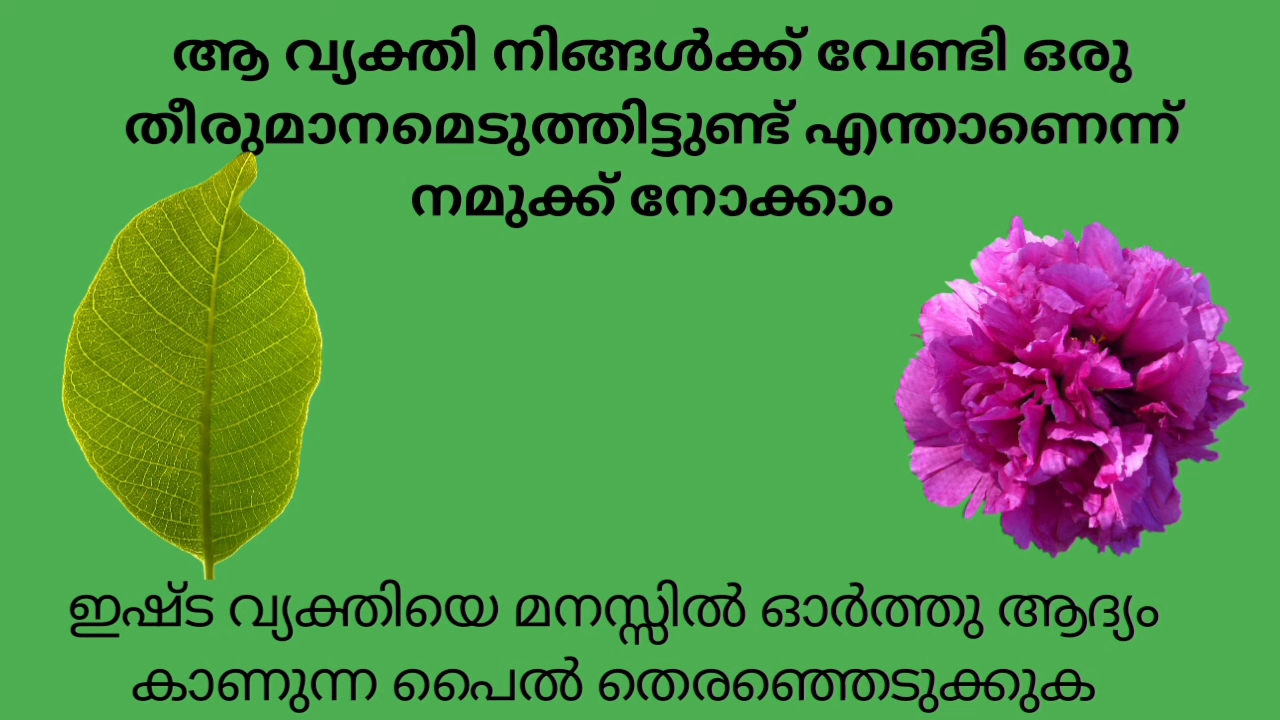 ആ വ്യക്തി നിങ്ങൾക്ക് വേണ്ടി ഒരു
തീരുമാനമെടുത്തിട്ടുണ്ട് എന്താണെന്ന്
നമുക്ക് നോക്കാം
ഇഷ്ട വ്യക്തിയെ മനസ്സിൽ ഓർത്തു ആദ്യം
കാണുന്ന പൈൽ തെരഞ്ഞെടുക്കുക